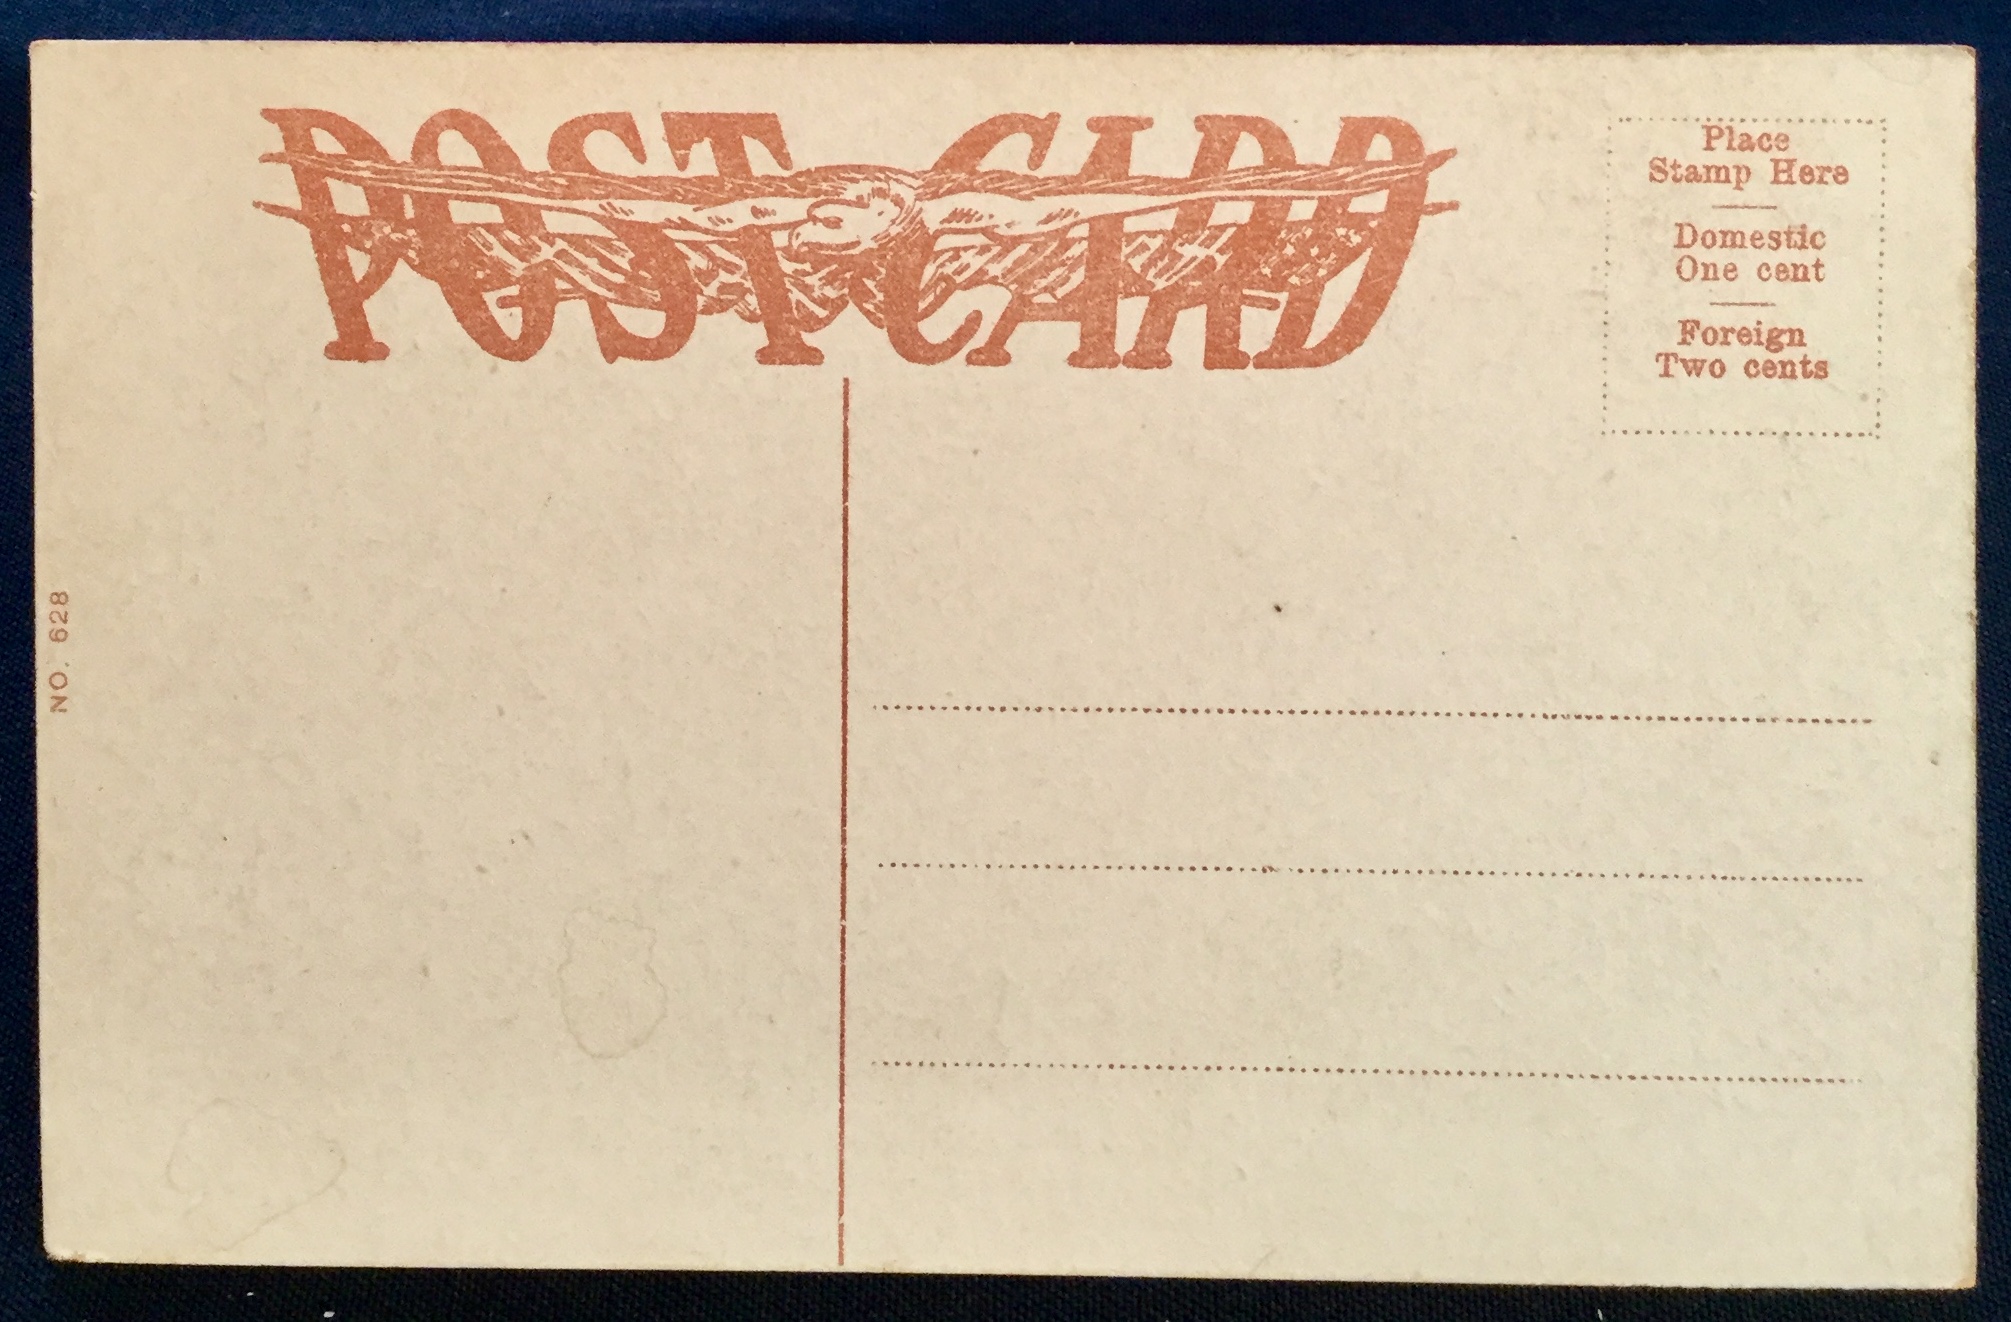 POST CARD
Place
Stamp Here
Domestic
One cent
Foreign
Two cents
NO. 628